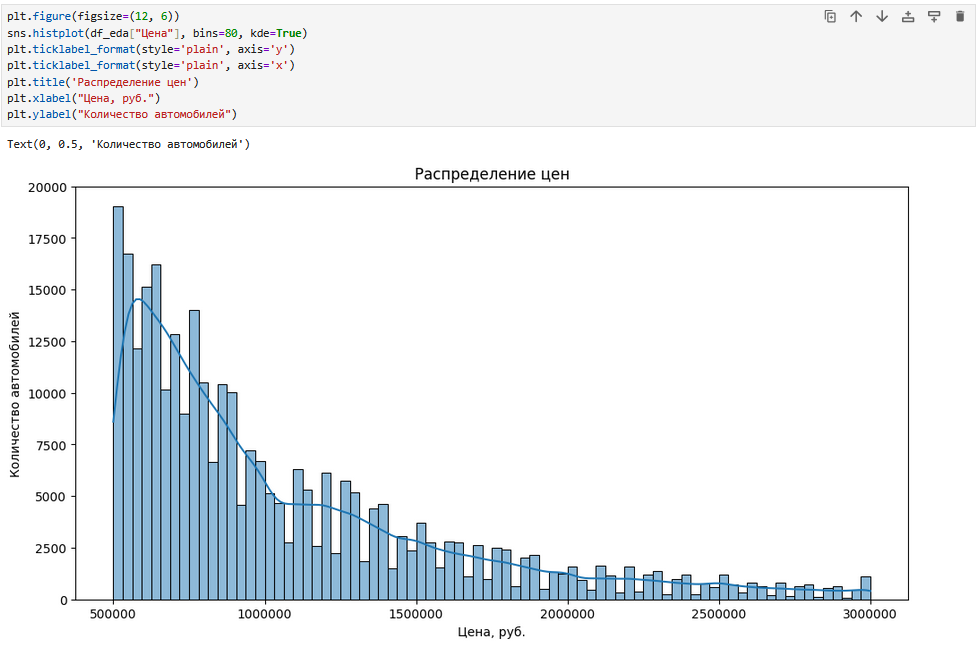 plt.figure(figsize=(12, 6))
sns.histplot(df_eda["Цена"], bins=80, kde=True)
plt.ticklabel_format(style='plain', axis='y')
plt.ticklabel_format(style='plain', axis='x')
plt.title('Распределение цен')
plt.xlabel("Цена, руб.")
plt.ylabel("Количество автомобилей")
Text(0, 0.5, 'Количество автомобилей')
Распределение цен
Количество автомобилей
20000
17500
15000
12500
10000
7500
5000
2500
0
500000 1000000 1500000 2000000 2500000 3000000
Цена, руб.